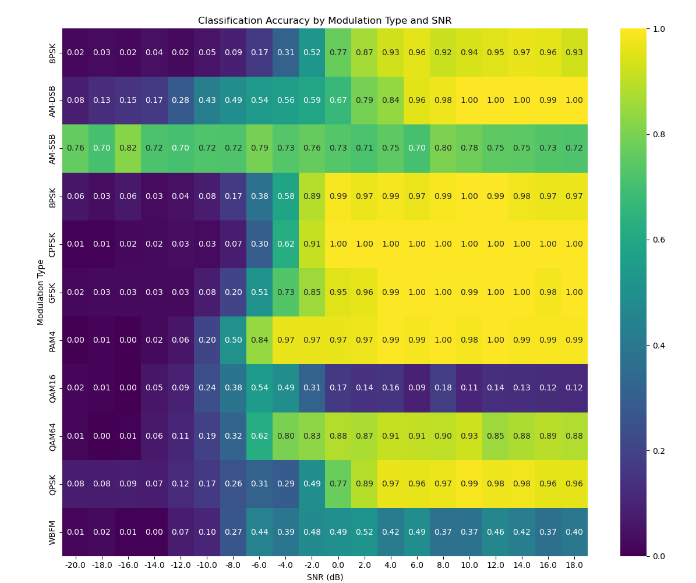 Classification Accuracy by Modulation Type and SNR
8PSK 0.02 0.03 0.02 0.04 0.02 0.05 0.09 0.17 0.31 0.52 0.77 0.87 0.93 0.96 0.92 0.94 0.95 0.97 0.96 0.93
AM-DSB 0.08 0.13 0.15 0.17 0.28 0.43 0.49 0.54 0.56 0.59 0.67 0.79 0.84 0.96 0.98 1.00 1.00 1.00 0.99 1.00
AM-SSB 0.76 0.70 0.82 0.72 0.70 0.72 0.72 0.79 0.73 0.76 0.73 0.71 0.75 0.70 0.80 0.78 0.75 0.75 0.73 0.72
BPSK 0.06 0.03 0.06 0.03 0.04 0.08 0.17 0.38 0.58 0.89 0.99 0.97 0.99 0.97 0.99 1.00 0.99 0.98 0.97 0.97
CPFSK 0.01 0.01 0.02 0.02 0.03 0.03 0.07 0.30 0.62 0.91 1.00 1.00 1.00 1.00 1.00 1.00 1.00 1.00 1.00 1.00
GFSK 0.02 0.03 0.03 0.03 0.03 0.08 0.20 0.51 0.73 0.85 0.95 0.96 0.99 1.00 1.00 0.99 1.00 1.00 0.98 1.00
PAM4 0.00 0.01 0.00 0.02 0.06 0.20 0.50 0.84 0.97 0.97 0.97 0.97 0.99 0.99 1.00 0.98 1.00 0.99 0.99 0.99
QAM16 0.02 0.01 0.00 0.05 0.09 0.24 0.38 0.54 0.49 0.31 0.17 0.14 0.16 0.09 0.18 0.11 0.14 0.13 0.12 0.12
QAM64 0.01 0.00 0.01 0.06 0.11 0.19 0.32 0.62 0.80 0.83 0.88 0.87 0.91 0.91 0.90 0.93 0.85 0.88 0.89 0.88
QPSK 0.08 0.08 0.09 0.07 0.12 0.17 0.26 0.31 0.29 0.49 0.77 0.89 0.97 0.96 0.97 0.99 0.98 0.98 0.96 0.96
WBFM 0.01 0.02 0.01 0.00 0.07 0.10 0.27 0.44 0.39 0.48 0.49 0.52 0.42 0.49 0.37 0.37 0.46 0.42 0.37 0.40
-20.0 -18.0 -16.0 -14.0 -12.0 -10.0 -8.0 -6.0 -4.0 -2.0 0.0 2.0 4.0 6.0 8.0 10.0 12.0 14.0 16.0 18.0
SNR (dB)
Modulation Type
1.0
0.8
0.6
0.4
0.2
0.0